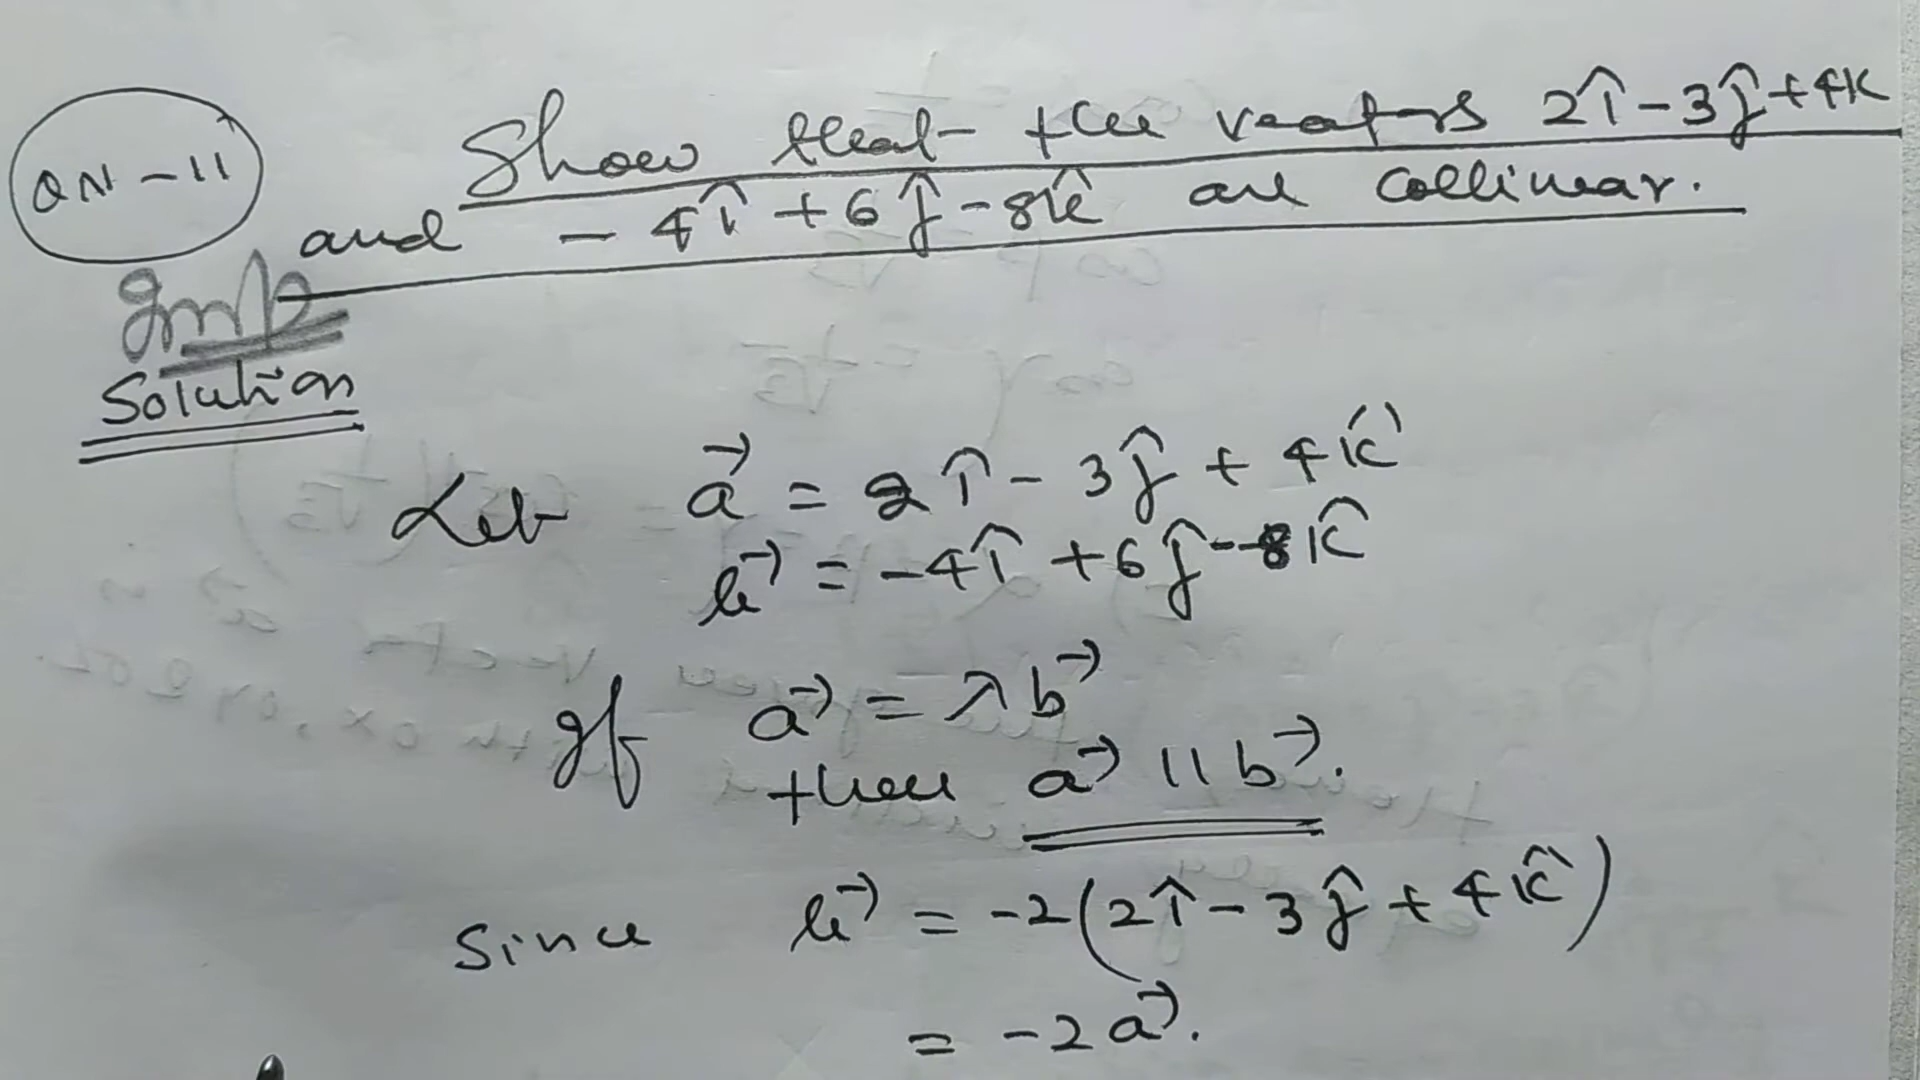 QN-11
Show that the vectors 2î - 3ĵ + 4k
and -4î + 6ĵ - 8k̂ are collinear.
Imp
Solution
Let a⃗ = 2î - 3ĵ + 4k̂
b⃗ = -4î + 6ĵ - 8k̂
If a⃗ = λb⃗
then a⃗ || b⃗.
Since b⃗ = -2(2î - 3ĵ + 4k̂)
= -2a⃗.